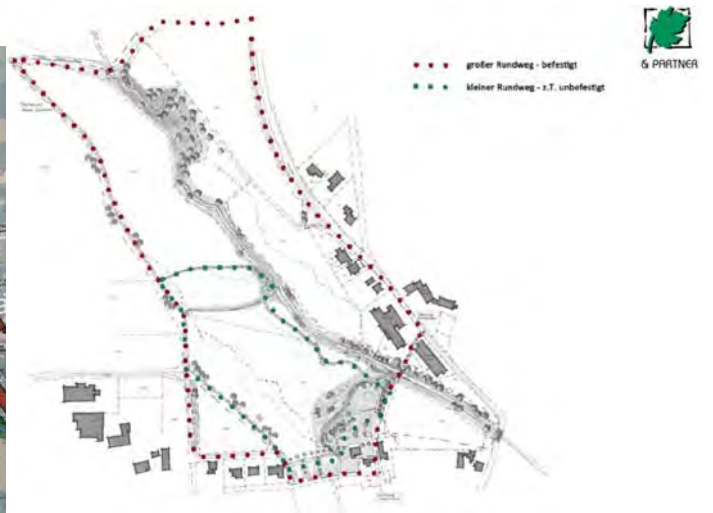 großer Rundweg - befestigt
kleiner Rundweg - z.T. unbefestigt
& PARTNER